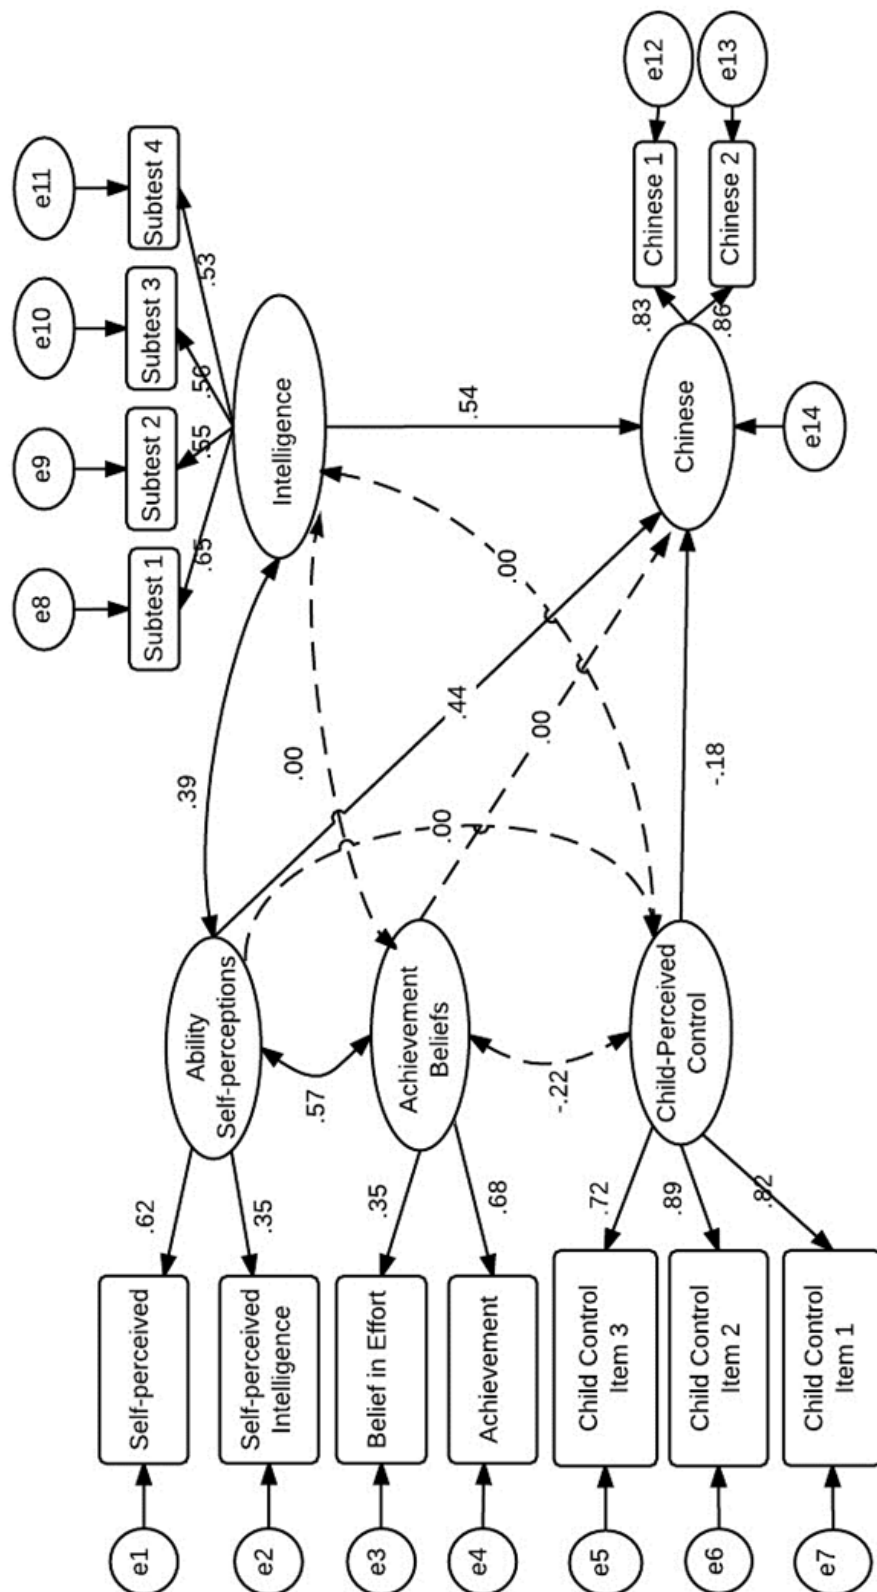 e12
e13
e11
Subtest 4
Chinese 1
Chinese 2
e10
Subtest 3
.53
.83
.86
.56
e9
Subtest 2
.55
Intelligence
.54
Chinese
e14
e8
Subtest 1
.65
.00
.44
.00
.39
.00
.00
-.18
Ability
Self-perceptions
Achievement
Beliefs
Child-Perceived
Control
.57
-.22
.62
.35
.35
.68
.72
.89
.82
Self-perceived
Self-perceived
Intelligence
Belief in Effort
Achievement
Child Control
Item 3
Child Control
Item 2
Child Control
Item 1
e1
e2
e3
e4
e5
e6
e7